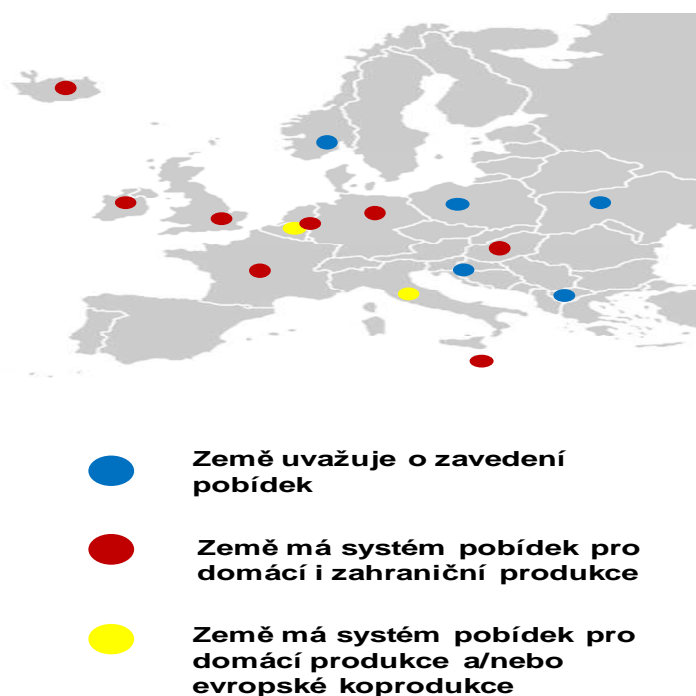 Země uvažuje o zavedení
pobídek
Země má systém pobídek pro
domácí i zahraniční produkce
Země má systém pobídek pro
domácí produkce a/nebo
evropské koprodukce